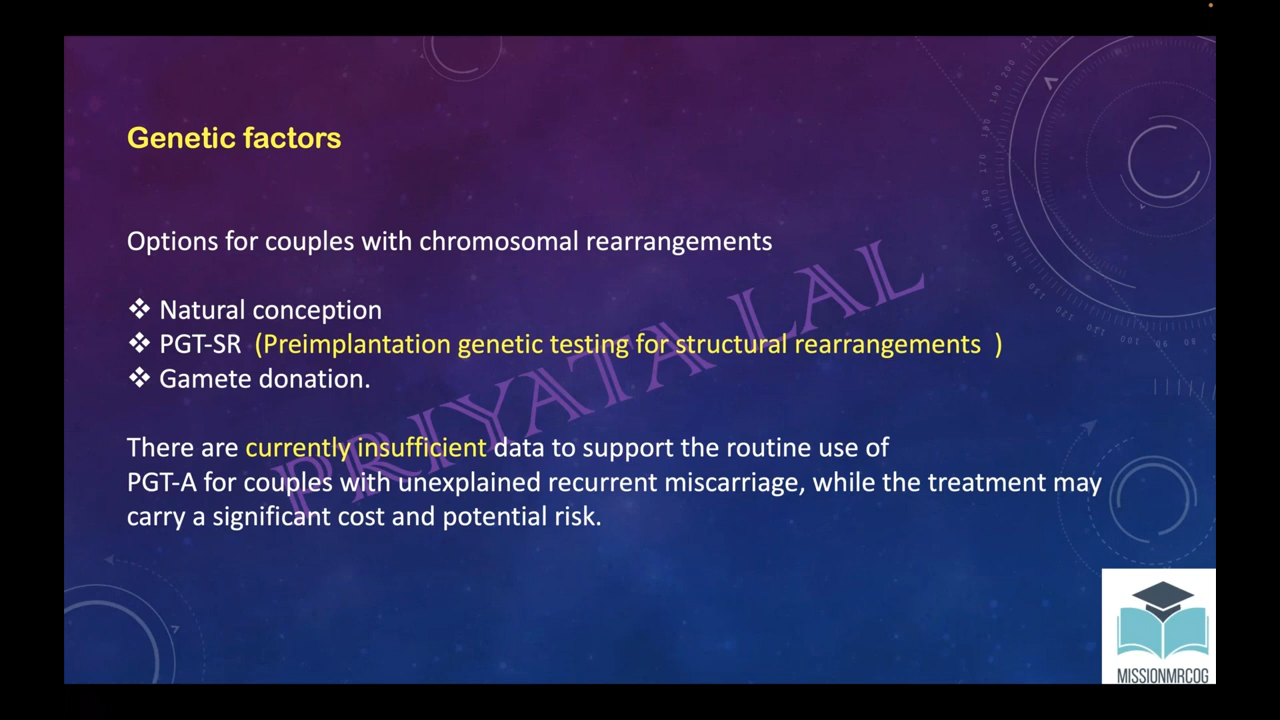 Genetic factors
Options for couples with chromosomal rearrangements
❖ Natural conception
❖ PGT-SR (Preimplantation genetic testing for structural rearrangements )
❖ Gamete donation.
There are currently insufficient data to support the routine use of
PGT-A for couples with unexplained recurrent miscarriage, while the treatment may
carry a significant cost and potential risk.
PRIYATA LAL
MISSIONMRCOG